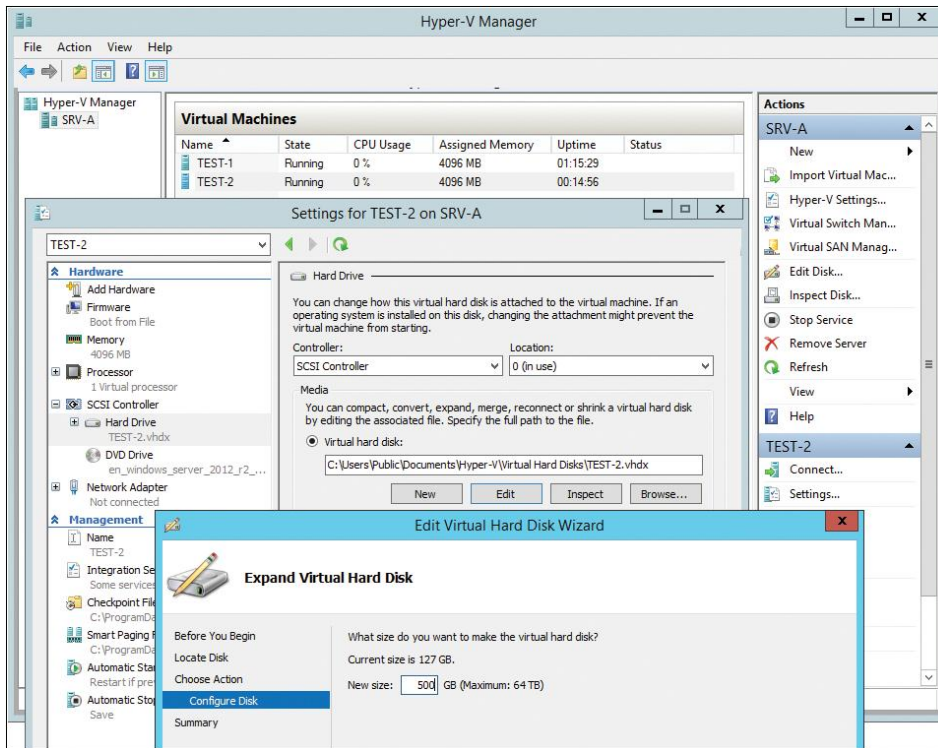 Hyper-V Manager
File Action View Help
Hyper-V Manager
SRV-A
Virtual Machines
Name State CPU Usage Assigned Memory Uptime Status
TEST-1 Running 0 % 4096 MB 01:15:29
TEST-2 Running 0 % 4096 MB 00:14:56
Actions
SRV-A
New
Import Virtual Mac...
Hyper-V Settings...
Virtual Switch Man...
Virtual SAN Manag...
Edit Disk...
Inspect Disk...
Stop Service
Remove Server
Refresh
View
Help
TEST-2
Connect...
Settings...
Settings for TEST-2 on SRV-A
TEST-2
Hardware
Add Hardware
Firmware
Boot from File
Memory
4096 MB
Processor
1 Virtual processor
SCSI Controller
Hard Drive
TEST-2.vhdx
DVD Drive
en_windows_server_2012_r2_...
Network Adapter
Not connected
Management
Name
TEST-2
Integration Se
Some services
Checkpoint File
C:\ProgramDa
Smart Paging F
C:\ProgramDa
Automatic Star
Restart if pre
Automatic Stop
Save
Hard Drive
You can change how this virtual hard disk is attached to the virtual machine. If an
operating system is installed on this disk, changing the attachment might prevent the
virtual machine from starting.
Controller: Location:
SCSI Controller 0 (in use)
Media
You can compact, convert, expand, merge, reconnect or shrink a virtual hard disk
by editing the associated file. Specify the full path to the file.
Virtual hard disk:
C:\Users\Public\Documents\Hyper-V\Virtual Hard Disks\TEST-2.vhdx
New Edit Inspect Browse...
Edit Virtual Hard Disk Wizard
Expand Virtual Hard Disk
Before You Begin
Locate Disk
Choose Action
Configure Disk
Summary
What size do you want to make the virtual hard disk?
Current size is 127 GB.
New size: 500 GB (Maximum: 64 TB)